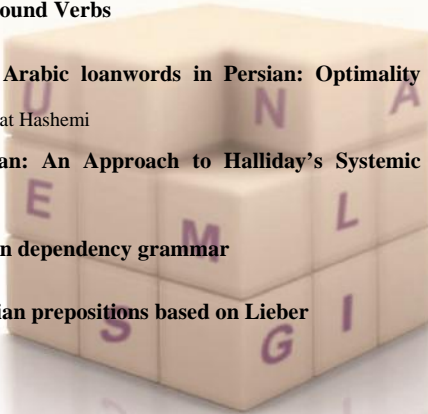 ound Verbs
Arabic loanwords in Persian: Optimality
at Hashemi
an: An Approach to Halliday's Systemic
n dependency grammar
ian prepositions based on Lieber
U N A
E M L
S G I